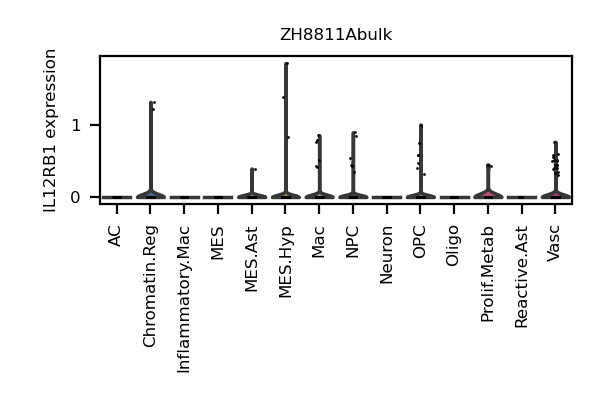 ZH8811Abulk
IL12RB1 expression
1
0
AC
Chromatin.Reg
Inflammatory.Mac
MES
MES.Ast
MES.Hyp
Mac
NPC
Neuron
OPC
Oligo
Prolif.Metab
Reactive.Ast
Vasc